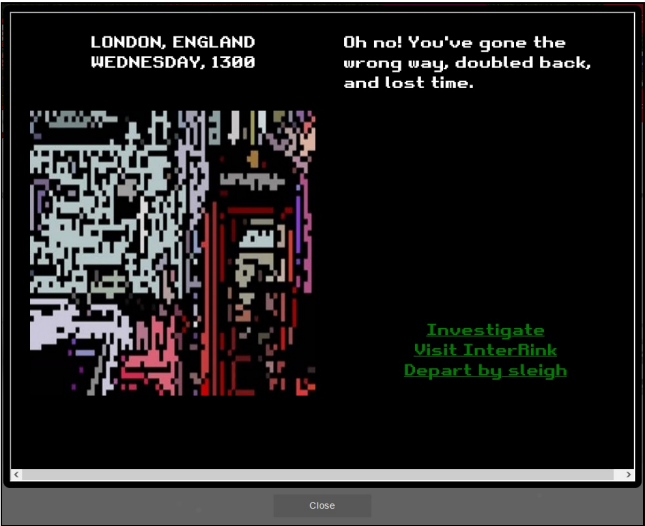 LONDON, ENGLAND
WEDNESDAY, 1300
Oh no! You've gone the
wrong way, doubled back,
and lost time.
Investigate
Visit InterRink
Depart by sleigh
Close